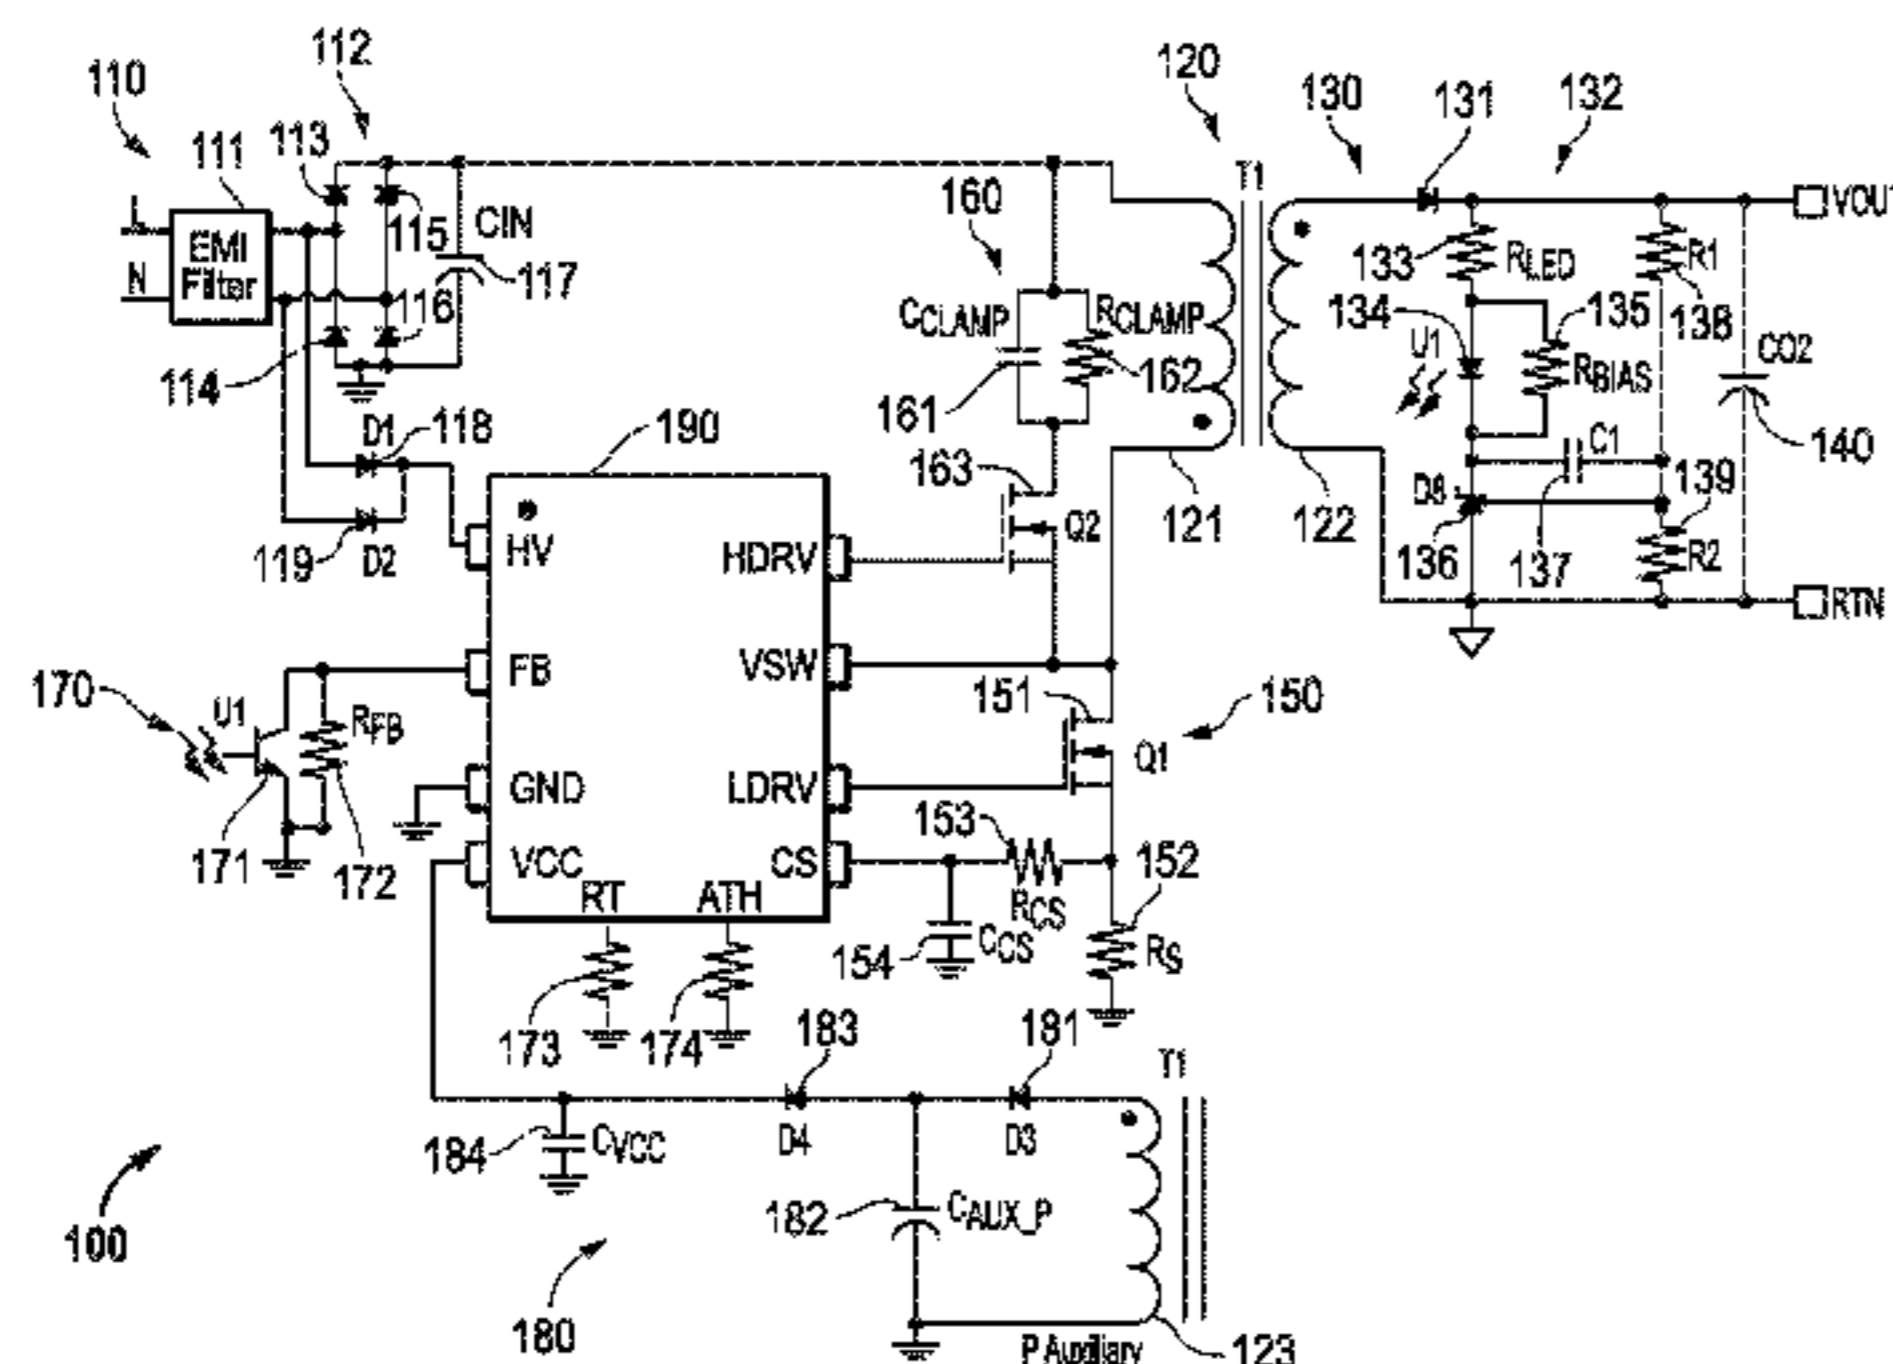 112
110
120
130
131
132
111
113
T1
L
EMI
Filter
N
115
CIN
117
116
114
160
CCLAMP
RCLAMP
162
161
133
RLED
R1
138
134
U1
135
RBIAS
CO2
140
C1
139
D8
136
137
R2
VOU
RTN
121
122
D1
118
119
D2
190
163
Q2
HV
HDRV
FB
VSW
GND
LDRV
VCC
CS
RT
ATH
170
U1
RFB
171
172
151
150
Q1
153
152
RCS
CCS
154
RS
173
174
183
181
T1
D4
D3
184
CVCC
182
CAUX_P
100
180
P Auxiliary
123